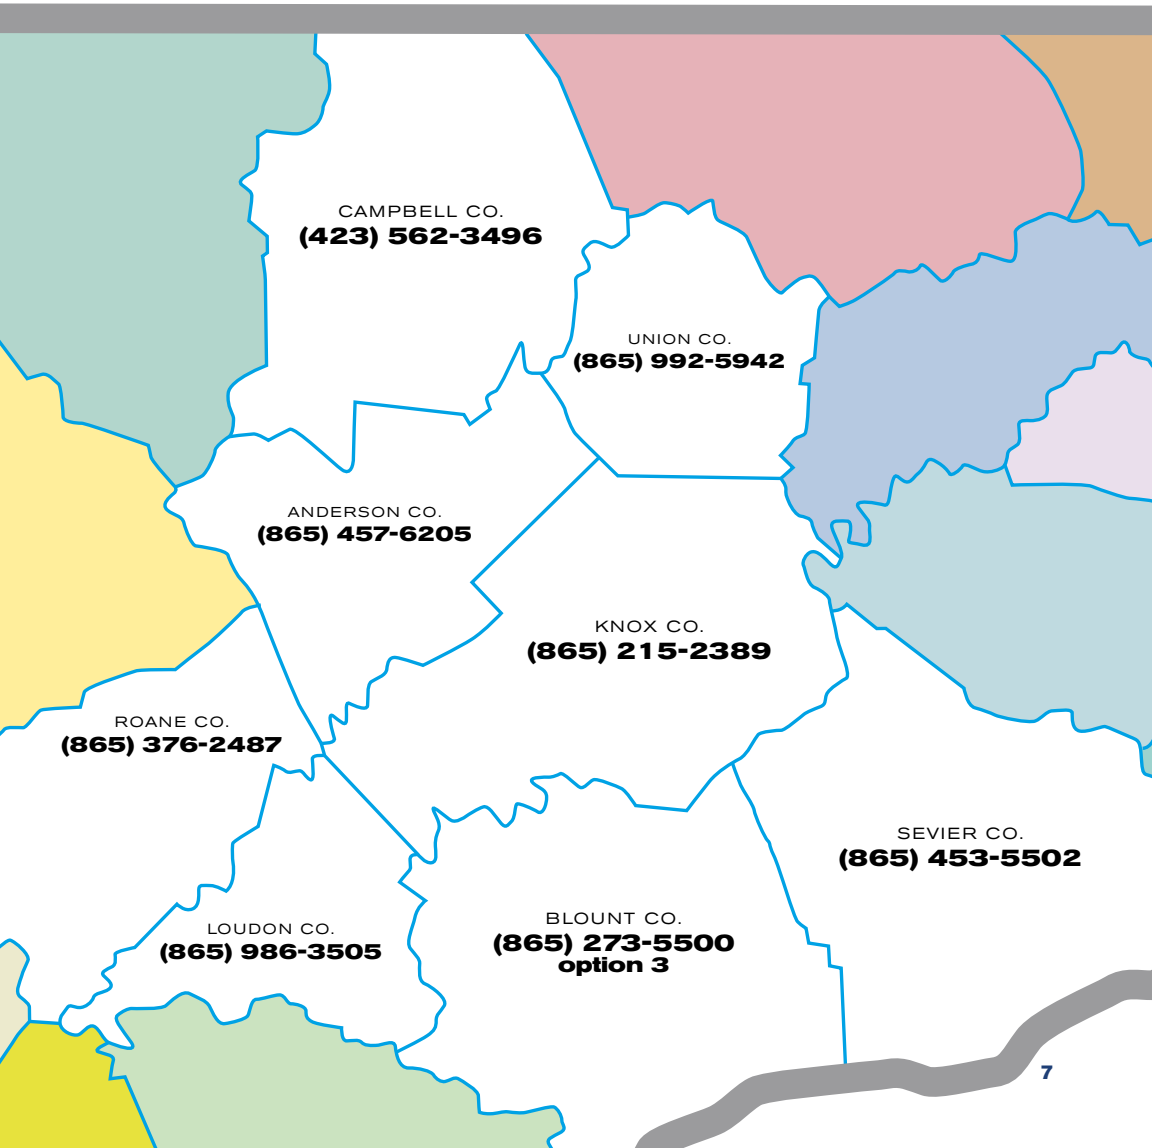 CAMPBELL CO.
(423) 562-3496
UNION CO.
(865) 992-5942
ANDERSON CO.
(865) 457-6205
KNOX CO.
(865) 215-2389
ROANE CO.
(865) 376-2487
SEVIER CO.
(865) 453-5502
LOUDON CO.
(865) 986-3505
BLOUNT CO.
(865) 273-5500
option 3
7